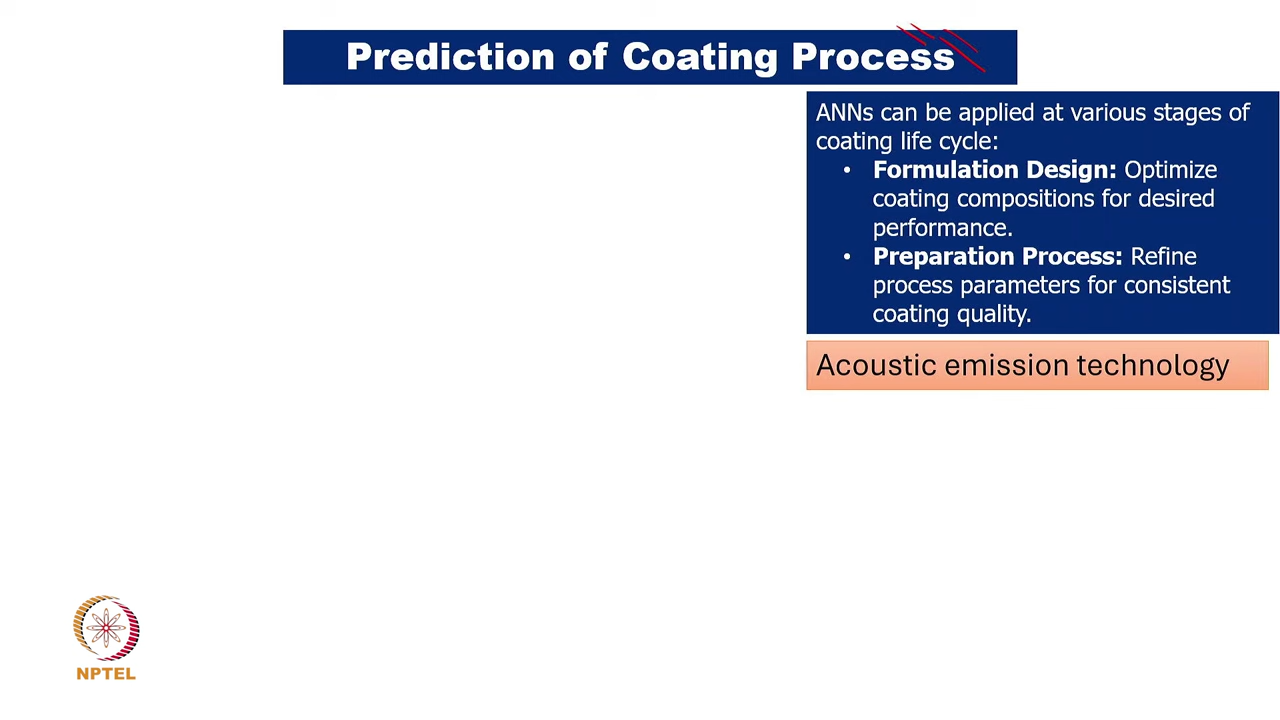 Prediction of Coating Process
ANNs can be applied at various stages of
coating life cycle:
• Formulation Design: Optimize
coating compositions for desired
performance.
• Preparation Process: Refine
process parameters for consistent
coating quality.
Acoustic emission technology
NPTEL